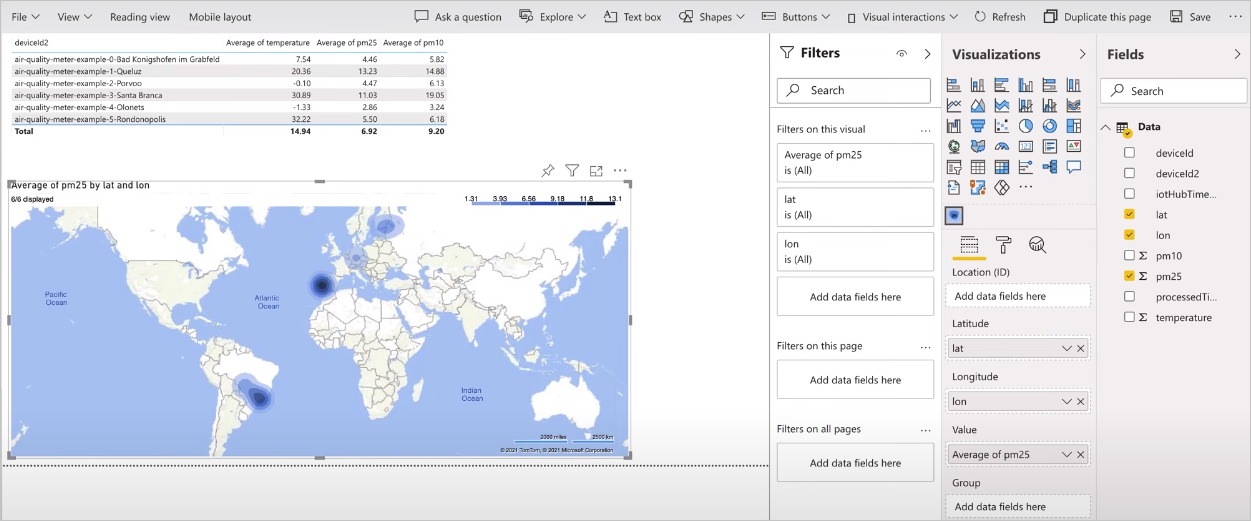 File View Reading view Mobile layout Ask a question Explore Text box Shapes Buttons Visual interactions Refresh Duplicate this page Save ...
deviceId2 Average of temperature Average of pm25 Average of pm10
air-quality-meter-example-0-Bad Konigshofen im Grabfeld 7.54 4.46 5.82
air-quality-meter-example-1-Queluz 20.36 13.23 14.88
air-quality-meter-example-2-Porvoo -0.10 4.47 6.13
air-quality-meter-example-3-Santa Branca 30.89 11.03 19.05
air-quality-meter-example-4-Olonets -1.33 2.86 3.24
air-quality-meter-example-5-Rondonopolis 32.22 5.50 6.18
Total 14.94 6.92 9.20
Average of pm25 by lat and lon
6/6 displayed
1.31 3.93 6.56 9.18 11.8 13.1
Pacific
Ocean
Atlantic
Ocean
Indian
Ocean
2000 miles 2500 km
© 2021 TomTom, © 2021 Microsoft Corporation
Filters
Search
Filters on this visual ...
Average of pm25
is (All)
lat
is (All)
lon
is (All)
Add data fields here
Filters on this page ...
Add data fields here
Filters on all pages ...
Add data fields here
Visualizations
123
...
Location (ID)
Add data fields here
Latitude
lat
Longitude
lon
Value
Average of pm25
Group
Add data fields here
Fields
Search
Data
deviceId
deviceId2
iotHubTime...
lat
lon
Σ pm10
Σ pm25
processedTi...
Σ temperature